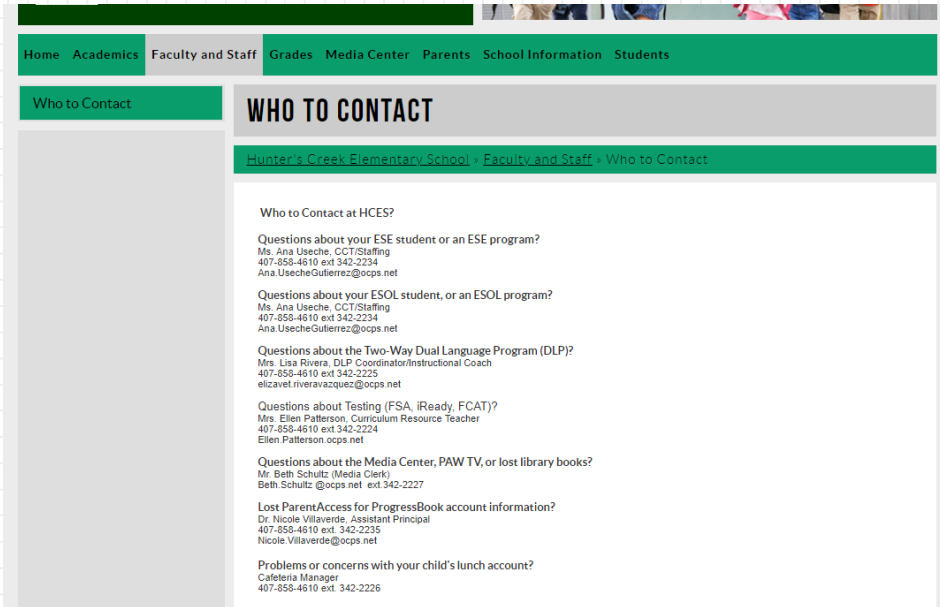 Home Academics Faculty and Staff Grades Media Center Parents School Information Students
Who to Contact
WHO TO CONTACT
Hunter's Creek Elementary School » Faculty and Staff » Who to Contact
Who to Contact at HCES?
Questions about your ESE student or an ESE program?
Ms. Ana Useche, CCT/Staffing
407-858-4610 ext 342-2234
Ana.UsecheGutierrez@ocps.net
Questions about your ESOL student, or an ESOL program?
Ms. Ana Useche, CCT/Staffing
407-858-4610 ext 342-2234
Ana.UsecheGutierrez@ocps.net
Questions about the Two-Way Dual Language Program (DLP)?
Mrs. Lisa Rivera, DLP Coordinator/Instructional Coach
407-858-4610 ext 342-2225
elizavet.riveravazquez@ocps.net
Questions about Testing (FSA, iReady, FCAT)?
Mrs. Ellen Patterson, Curriculum Resource Teacher
407-858-4610 ext.342-2224
Ellen.Patterson.ocps.net
Questions about the Media Center, PAW TV, or lost library books?
Mr. Beth Schultz (Media Clerk)
Beth.Schultz @ocps.net ext.342-2227
Lost ParentAccess for ProgressBook account information?
Dr. Nicole Villaverde, Assistant Principal
407-858-4610 ext. 342-2235
Nicole.Villaverde@ocps.net
Problems or concerns with your child's lunch account?
Cafeteria Manager
407-858-4610 ext. 342-2226